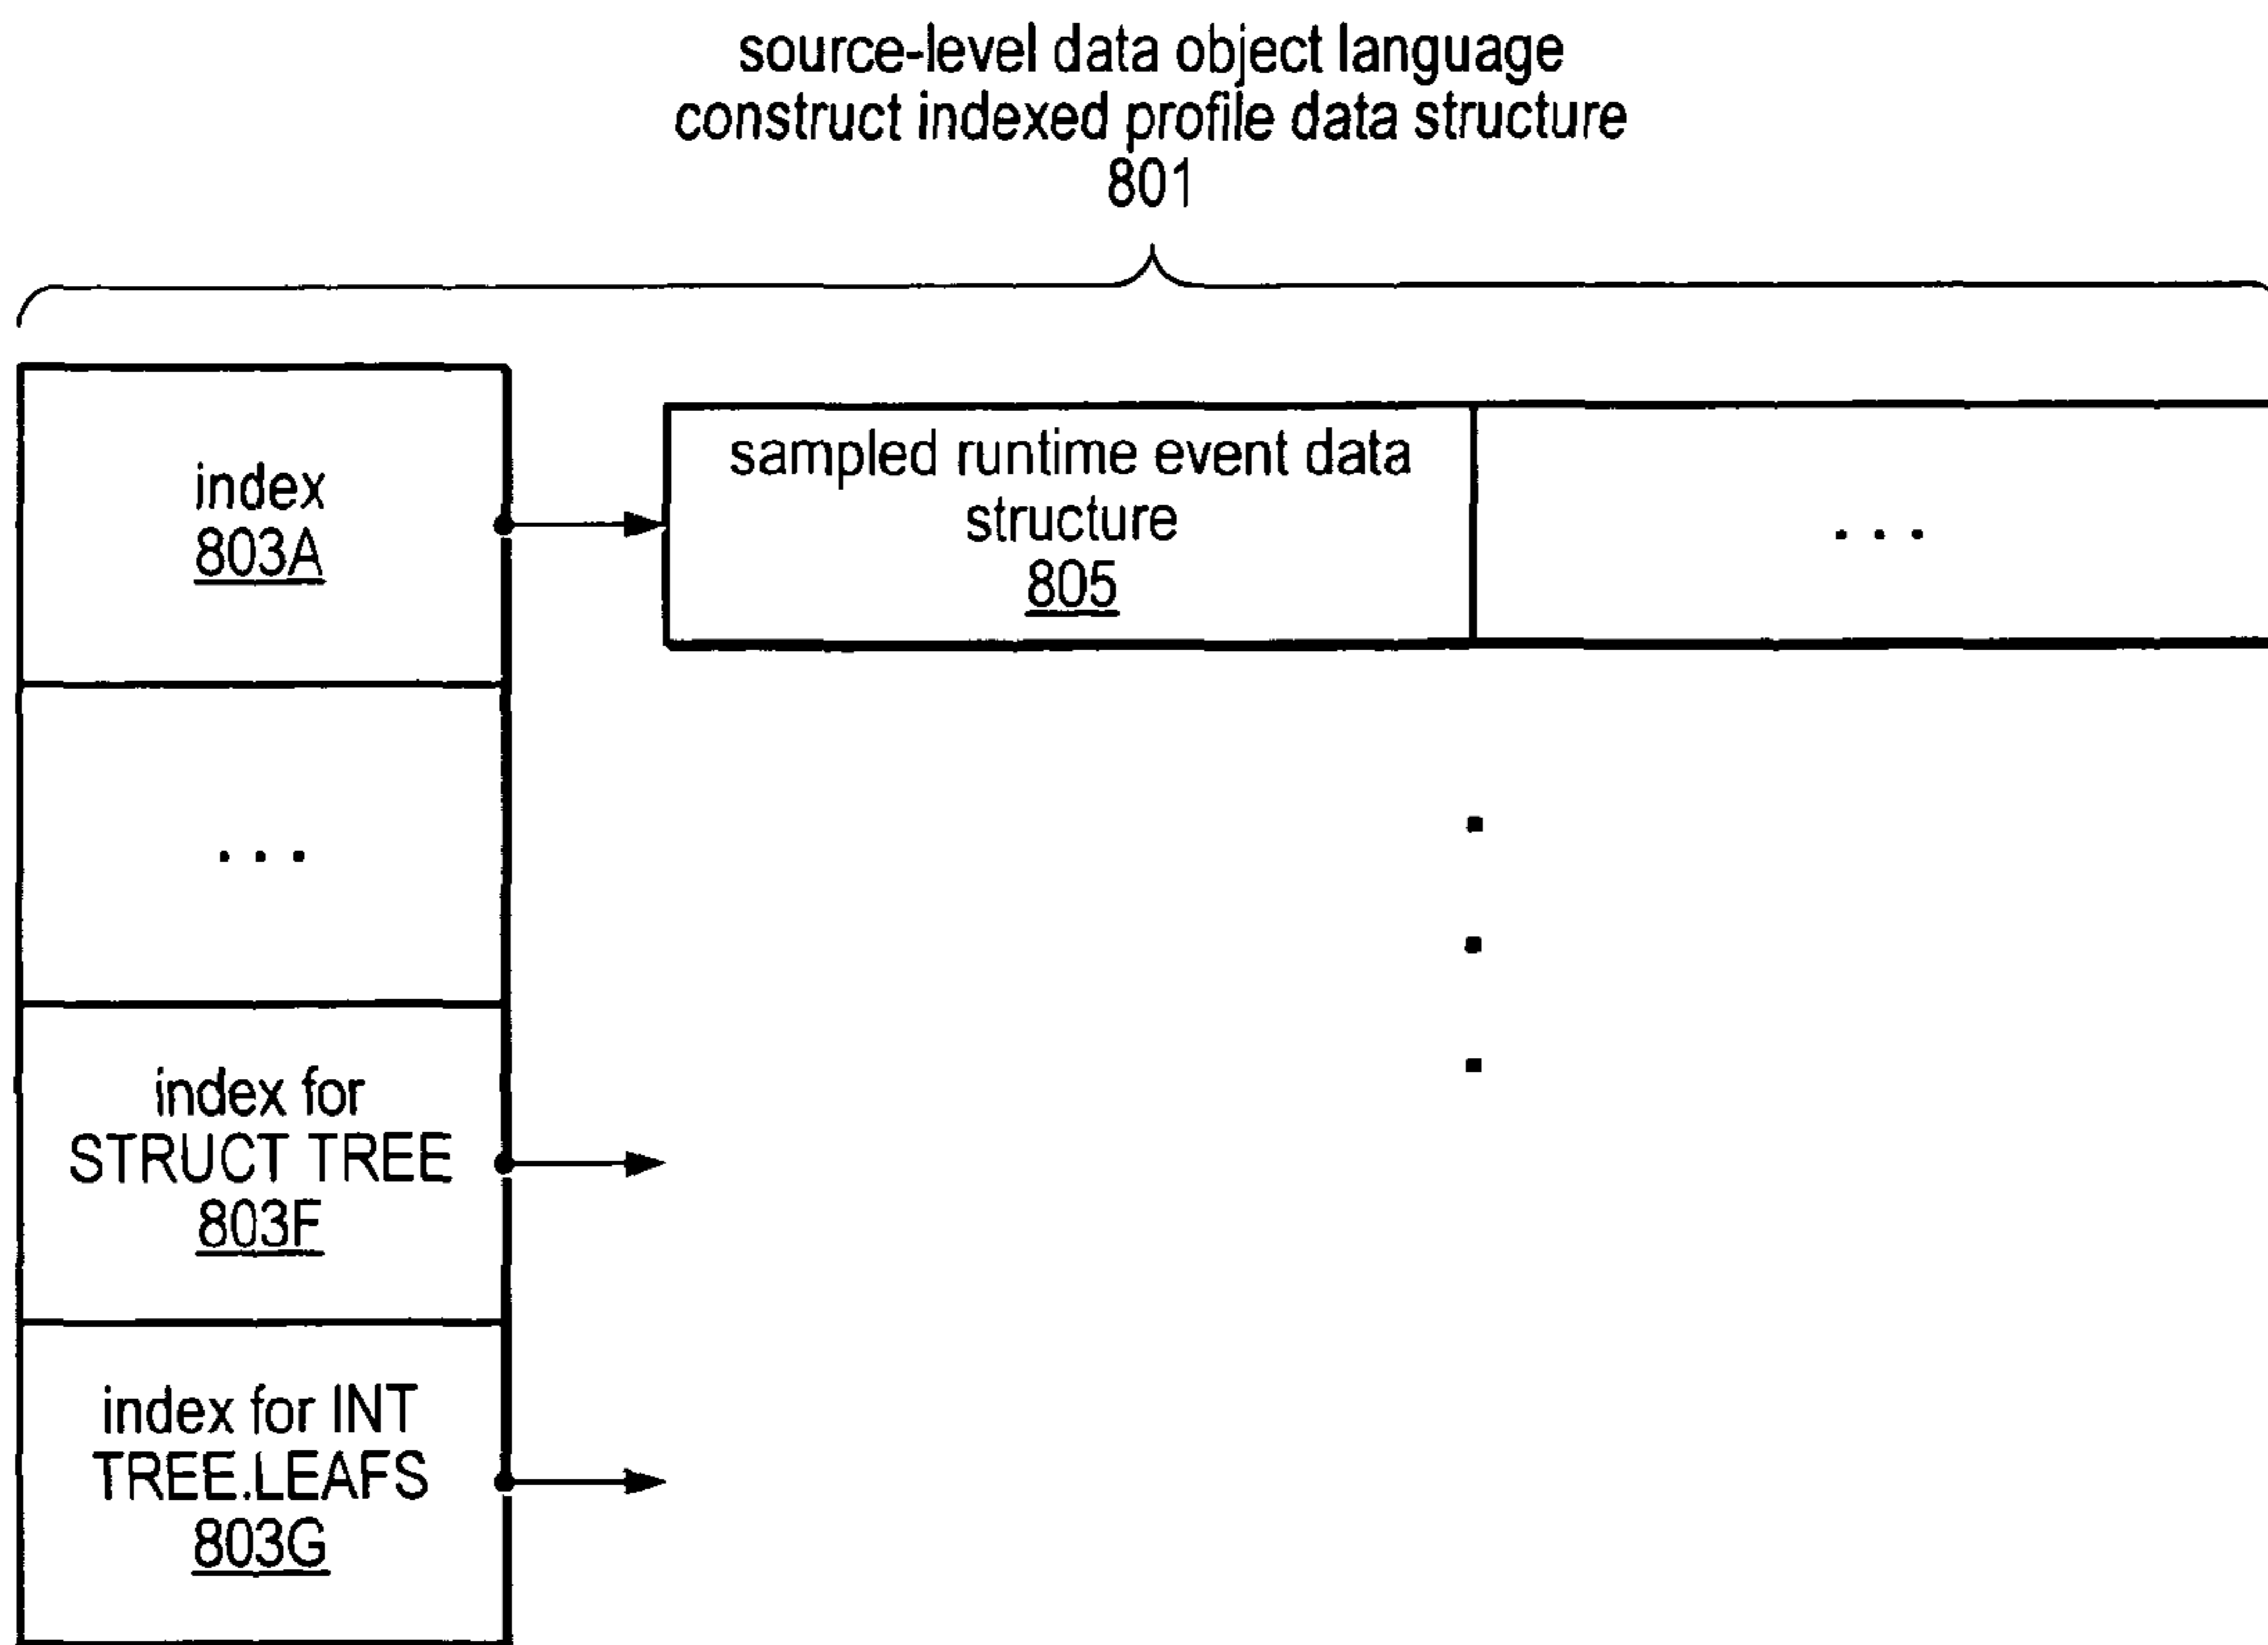 source-level data object language
construct indexed profile data structure
801
index
803A
sampled runtime event data
structure
805
. . .
. . .
index for
STRUCT TREE
803F
index for INT
TREE.LEAFS
803G